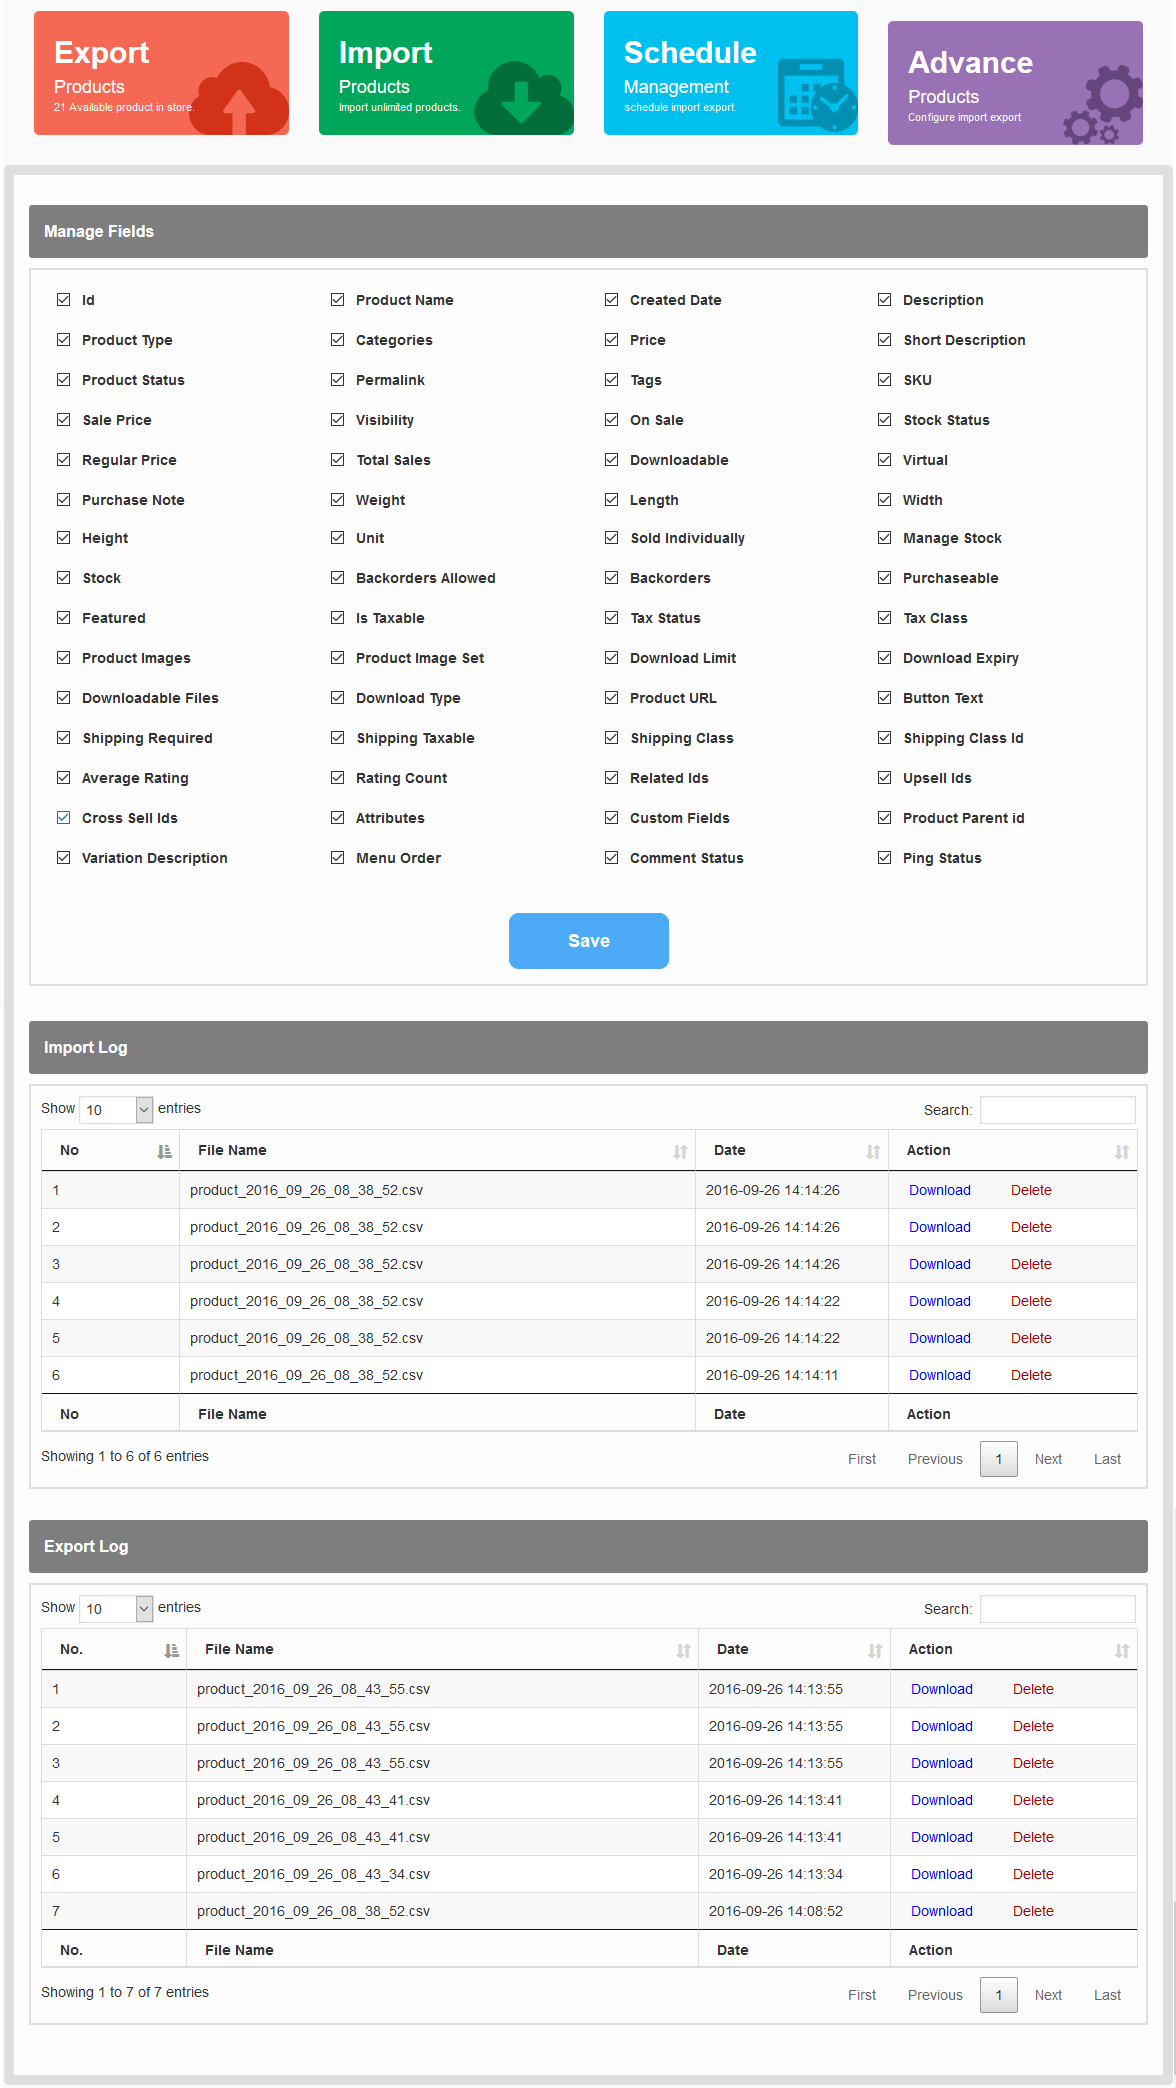 Export
Products
21 Available product in store.
Import
Products
Import unlimited products.
Schedule
Management
schedule import export.
Advance
Products
Configure import export
Manage Fields
Id Product Name Created Date Description
Product Type Categories Price Short Description
Product Status Permalink Tags SKU
Sale Price Visibility On Sale Stock Status
Regular Price Total Sales Downloadable Virtual
Purchase Note Weight Length Width
Height Unit Sold Individually Manage Stock
Stock Backorders Allowed Backorders Purchaseable
Featured Is Taxable Tax Status Tax Class
Product Images Product Image Set Download Limit Download Expiry
Downloadable Files Download Type Product URL Button Text
Shipping Required Shipping Taxable Shipping Class Shipping Class Id
Average Rating Rating Count Related Ids Upsell Ids
Cross Sell Ids Attributes Custom Fields Product Parent id
Variation Description Menu Order Comment Status Ping Status
Save
Import Log
Show 10 entries Search:
No File Name Date Action
1 product_2016_09_26_08_38_52.csv 2016-09-26 14:14:26 Download Delete
2 product_2016_09_26_08_38_52.csv 2016-09-26 14:14:26 Download Delete
3 product_2016_09_26_08_38_52.csv 2016-09-26 14:14:26 Download Delete
4 product_2016_09_26_08_38_52.csv 2016-09-26 14:14:22 Download Delete
5 product_2016_09_26_08_38_52.csv 2016-09-26 14:14:22 Download Delete
6 product_2016_09_26_08_38_52.csv 2016-09-26 14:14:11 Download Delete
No File Name Date Action
Showing 1 to 6 of 6 entries First Previous 1 Next Last
Export Log
Show 10 entries Search:
No. File Name Date Action
1 product_2016_09_26_08_43_55.csv 2016-09-26 14:13:55 Download Delete
2 product_2016_09_26_08_43_55.csv 2016-09-26 14:13:55 Download Delete
3 product_2016_09_26_08_43_55.csv 2016-09-26 14:13:55 Download Delete
4 product_2016_09_26_08_43_41.csv 2016-09-26 14:13:41 Download Delete
5 product_2016_09_26_08_43_41.csv 2016-09-26 14:13:41 Download Delete
6 product_2016_09_26_08_43_34.csv 2016-09-26 14:13:34 Download Delete
7 product_2016_09_26_08_38_52.csv 2016-09-26 14:08:52 Download Delete
No. File Name Date Action
Showing 1 to 7 of 7 entries First Previous 1 Next Last